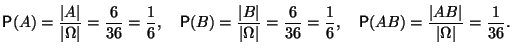 P(A) = |A|/|Ω| = 6/36 = 1/6, P(B) = |B|/|Ω| = 6/36 = 1/6, P(AB) = |AB|/|Ω| = 1/36.